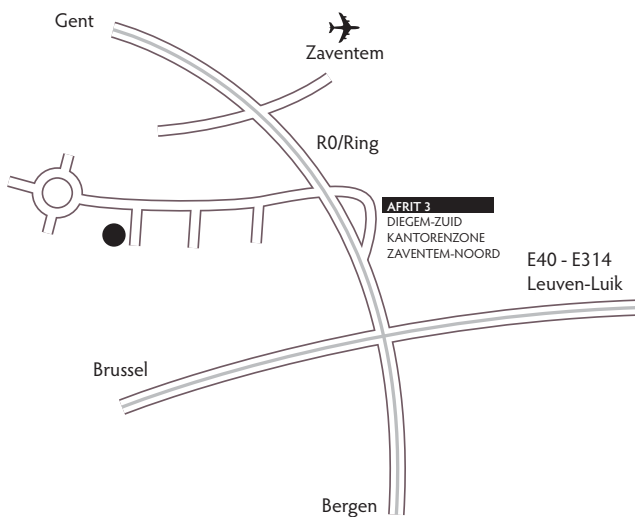 Gent
Zaventem
R0/Ring
AFRIT 3
DIEGEM-ZUID
KANTORENZONE
ZAVENTEM-NOORD
E40 - E314
Leuven-Luik
Brussel
Bergen